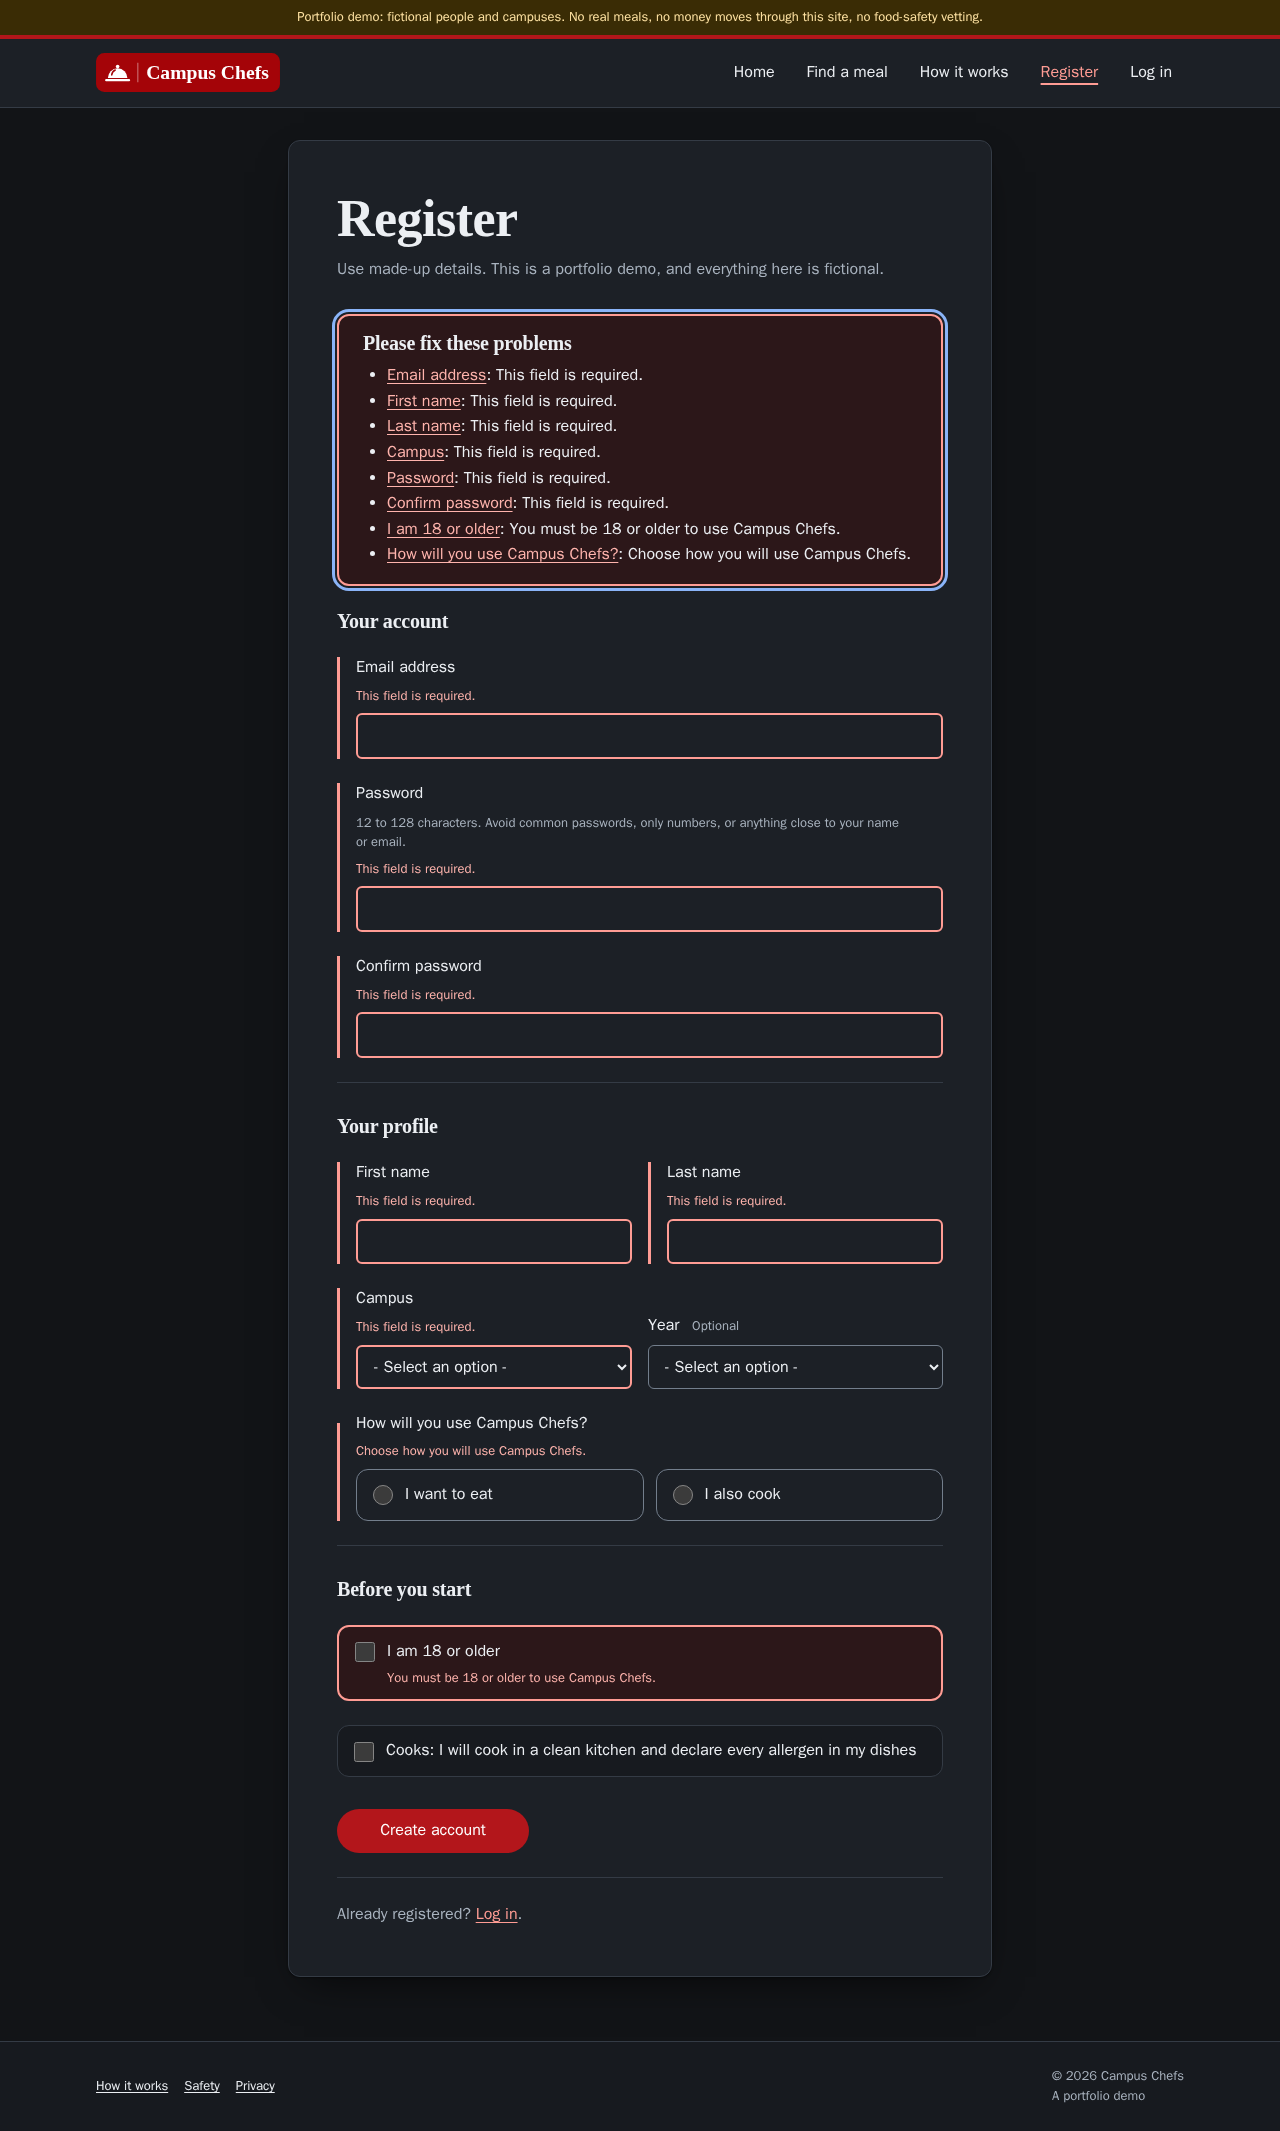 Portfolio demo: fictional people and campuses. No real meals, no money moves through this site, no food-safety vetting.
Campus Chefs
Home
Find a meal
How it works
Register
Log in
Register
Use made-up details. This is a portfolio demo, and everything here is fictional.
Please fix these problems
Email address: This field is required.
First name: This field is required.
Last name: This field is required.
Campus: This field is required.
Password: This field is required.
Confirm password: This field is required.
I am 18 or older: You must be 18 or older to use Campus Chefs.
How will you use Campus Chefs?: Choose how you will use Campus Chefs.
Your account
Email address
This field is required.
Password
12 to 128 characters. Avoid common passwords, only numbers, or anything close to your name
or email.
This field is required.
Confirm password
This field is required.
Your profile
First name
This field is required.
Last name
This field is required.
Campus
This field is required.
- Select an option -
Year Optional
- Select an option -
How will you use Campus Chefs?
Choose how you will use Campus Chefs.
I want to eat
I also cook
Before you start
I am 18 or older
You must be 18 or older to use Campus Chefs.
Cooks: I will cook in a clean kitchen and declare every allergen in my dishes
Create account
Already registered? Log in.
How it works
Safety
Privacy
© 2026 Campus Chefs
A portfolio demo